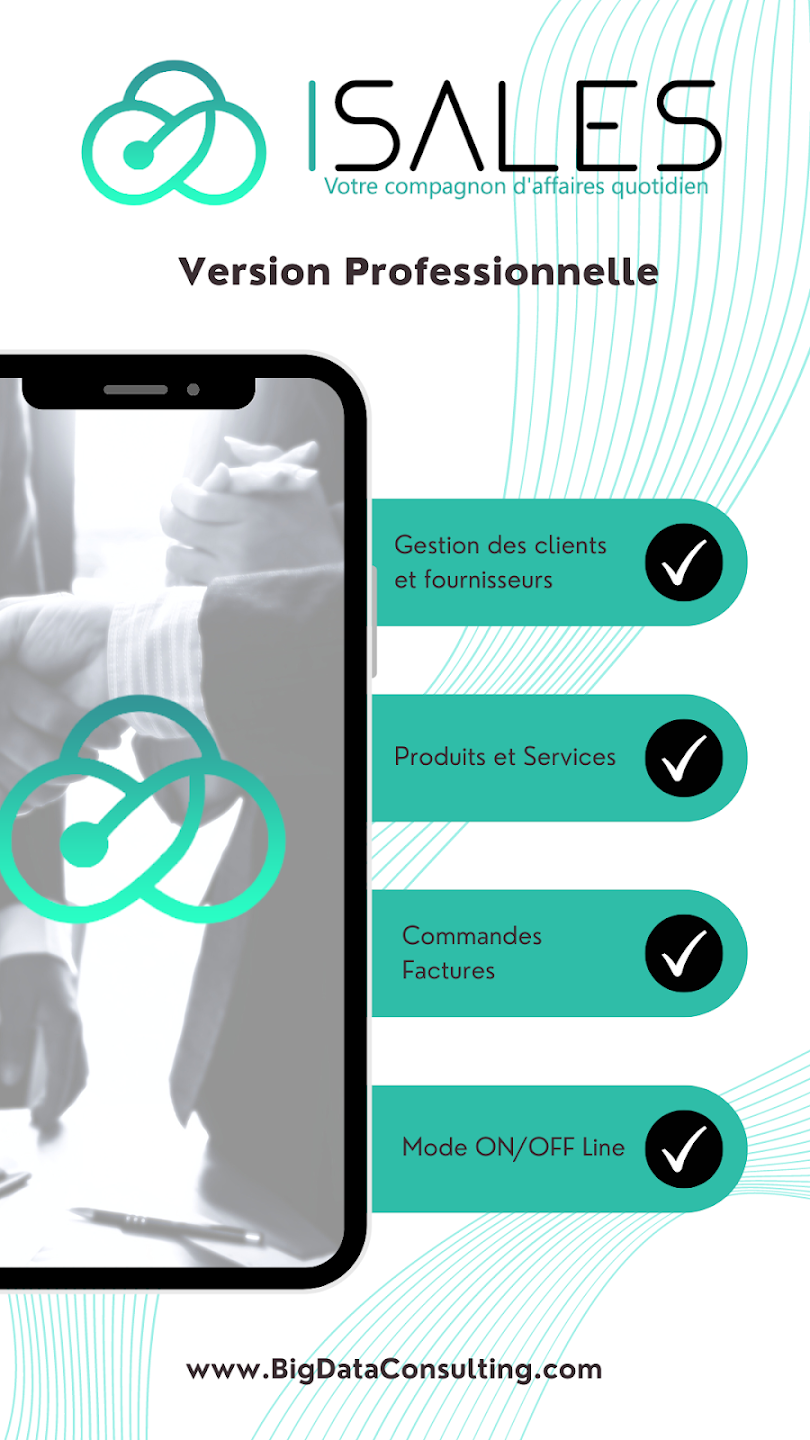 ISALES
Votre compagnon d'affaires quotidien
Version Professionnelle
Gestion des clients
et fournisseurs
Produits et Services
Commandes
Factures
Mode ON/OFF Line
www.BigDataConsulting.com